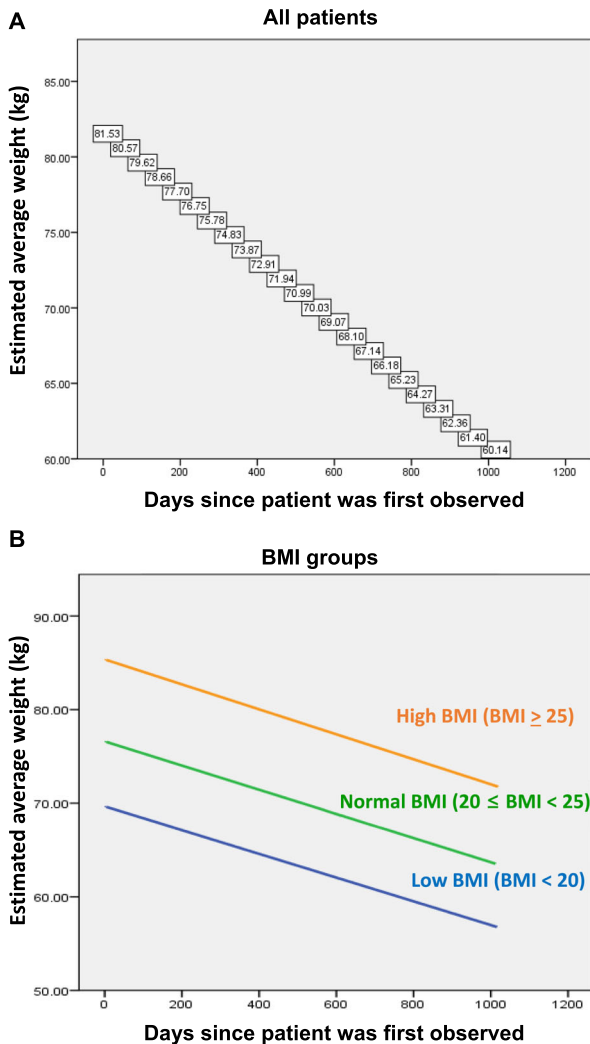 A
All patients
Estimated average weight (kg)
85.00
80.00
75.00
70.00
65.00
60.00
81.53
80.57
79.62
78.66
77.70
76.75
75.78
74.83
73.87
72.91
71.94
70.99
70.03
69.07
68.10
67.14
66.18
65.23
64.27
63.31
62.36
61.40
60.14
0 200 400 600 800 1000 1200
Days since patient was first observed
B
BMI groups
Estimated average weight (kg)
90.00
80.00
70.00
60.00
50.00
High BMI (BMI ≥ 25)
Normal BMI (20 ≤ BMI < 25)
Low BMI (BMI < 20)
0 200 400 600 800 1000 1200
Days since patient was first observed